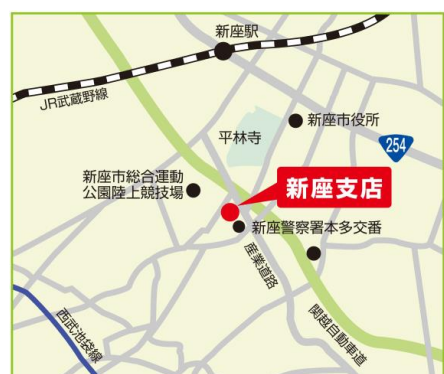 新座駅
JR武蔵野線
新座市役所
平林寺
254
新座市総合運動
公園陸上競技場
新座支店
新座警察署本多交番
産業道路
西武池袋線
関越自動車道